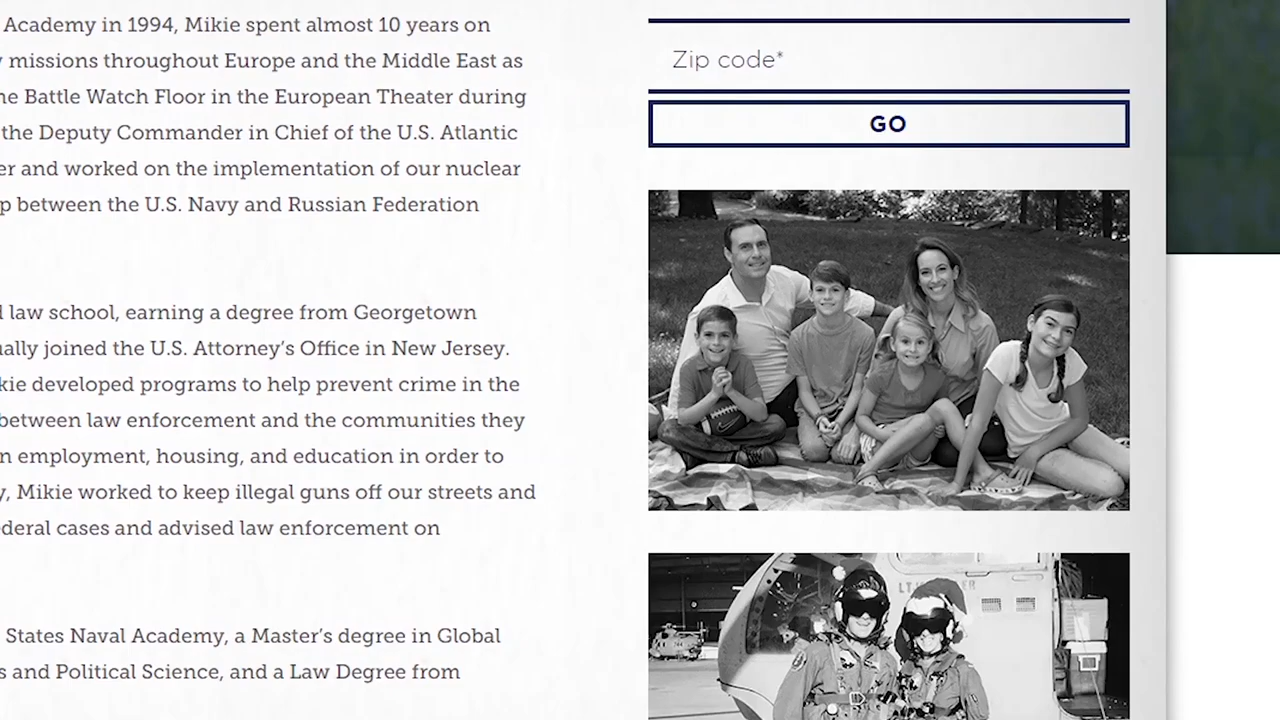 Academy in 1994, Mikie spent almost 10 years on
missions throughout Europe and the Middle East as
Battle Watch Floor in the European Theater during
the Deputy Commander in Chief of the U.S. Atlantic
er and worked on the implementation of our nuclear
p between the U.S. Navy and Russian Federation
law school, earning a degree from Georgetown
ually joined the U.S. Attorney's Office in New Jersey.
kie developed programs to help prevent crime in the
between law enforcement and the communities they
n employment, housing, and education in order to
y, Mikie worked to keep illegal guns off our streets and
ederal cases and advised law enforcement on
States Naval Academy, a Master's degree in Global
s and Political Science, and a Law Degree from
Zip code*
GO